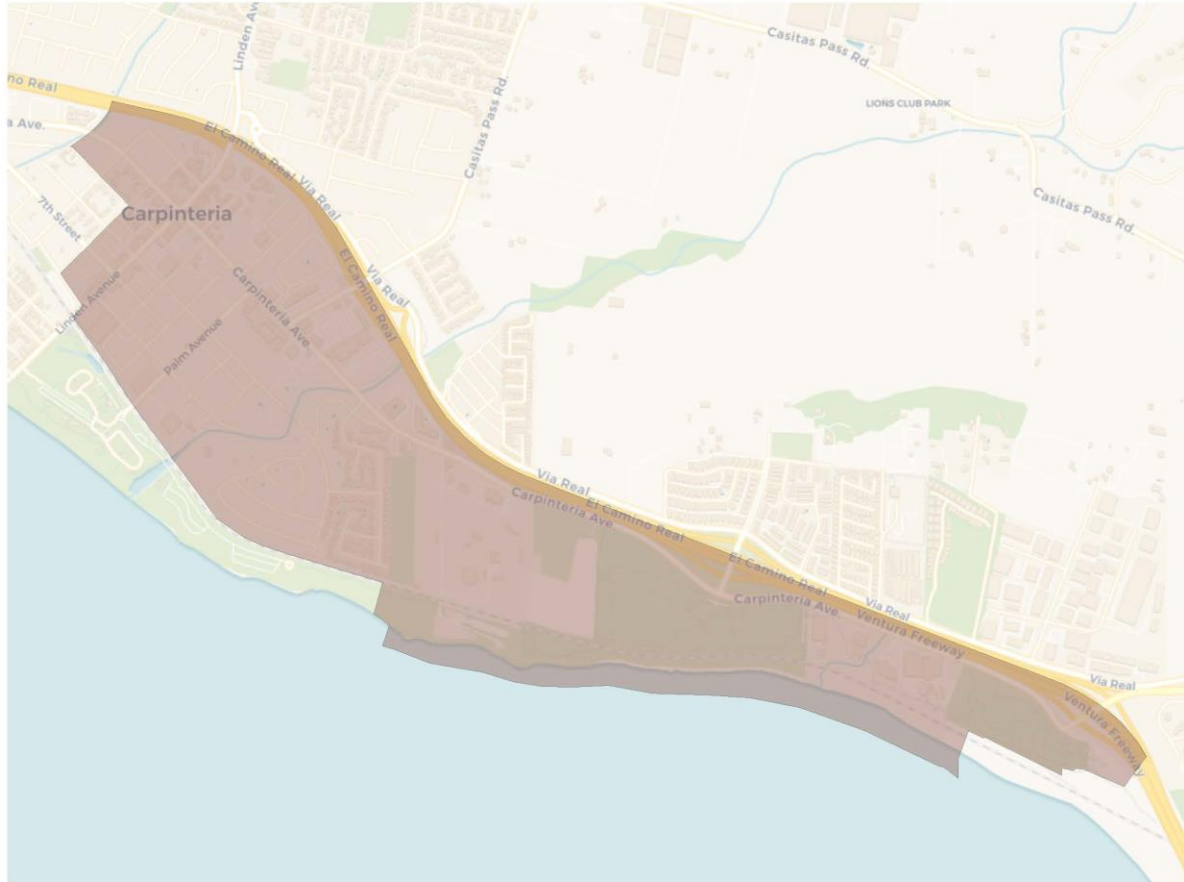 Linden Av
Casitas Pass Rd.
no Real
LIONS CLUB PARK
a Ave.
El Camino Real
Via Real
Casitas Pass Rd.
7th Street
Carpinteria
Casitas Pass Rd.
El Camino Real
Via Real
Linden Avenue
Carpinteria Ave.
Palm Avenue
Via Real
Carpinteria Ave.
El Camino Real
El Camino Real
Carpinteria Ave.
Via Real
Ventura Freeway
Via Real
Ventura Freeway